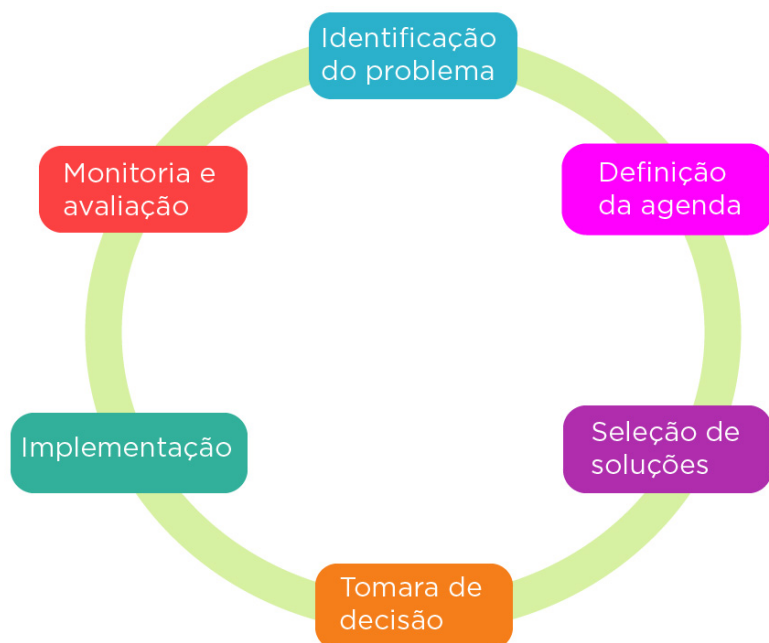 Identificação
do problema
Definição
da agenda
Seleção de
soluções
Tomara de
decisão
Implementação
Monitoria e
avaliação